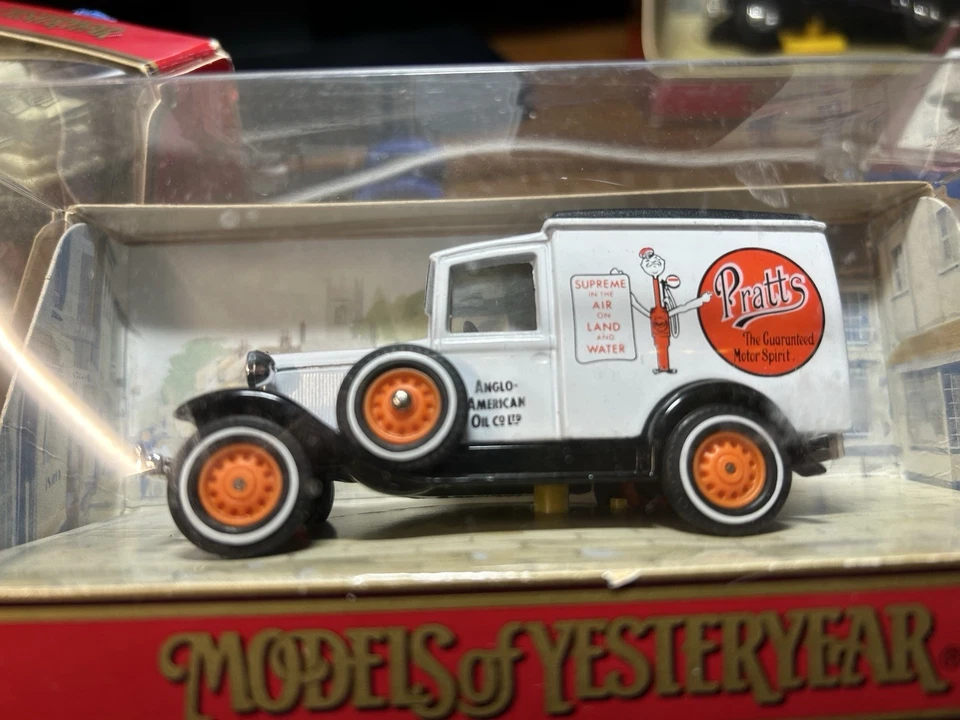 SUPREME
IN THE
AIR
ON
LAND
AND
WATER
Pratts
The Guaranteed
Motor Spirit.
ANGLO-
AMERICAN
OIL CO LTD
MODELS of YESTERYEAR®